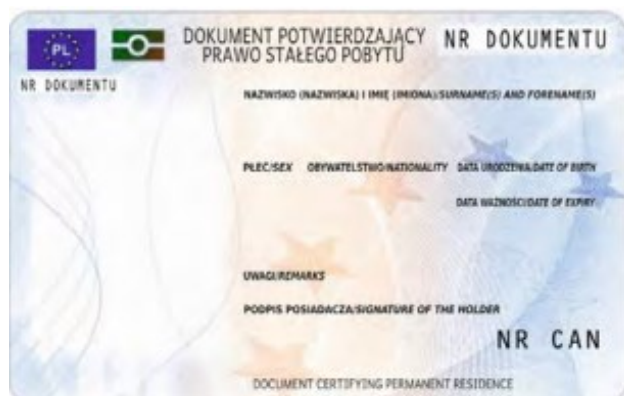 PL
DOKUMENT POTWIERDZAJĄCY
PRAWO STAŁEGO POBYTU
NR DOKUMENTU
NR DOKUMENTU
NAZWISKO (NAZWISKA) I IMIĘ (IMIONA)/SURNAME(S) AND FORENAME(S)
PŁEĆ/SEX OBYWATELSTWO/NATIONALITY DATA URODZENIA/DATE OF BIRTH
DATA WAŻNOŚCI/DATE OF EXPIRY
UWAGI/REMARKS
PODPIS POSIADACZA/SIGNATURE OF THE HOLDER
NR CAN
DOCUMENT CERTIFYING PERMANENT RESIDENCE